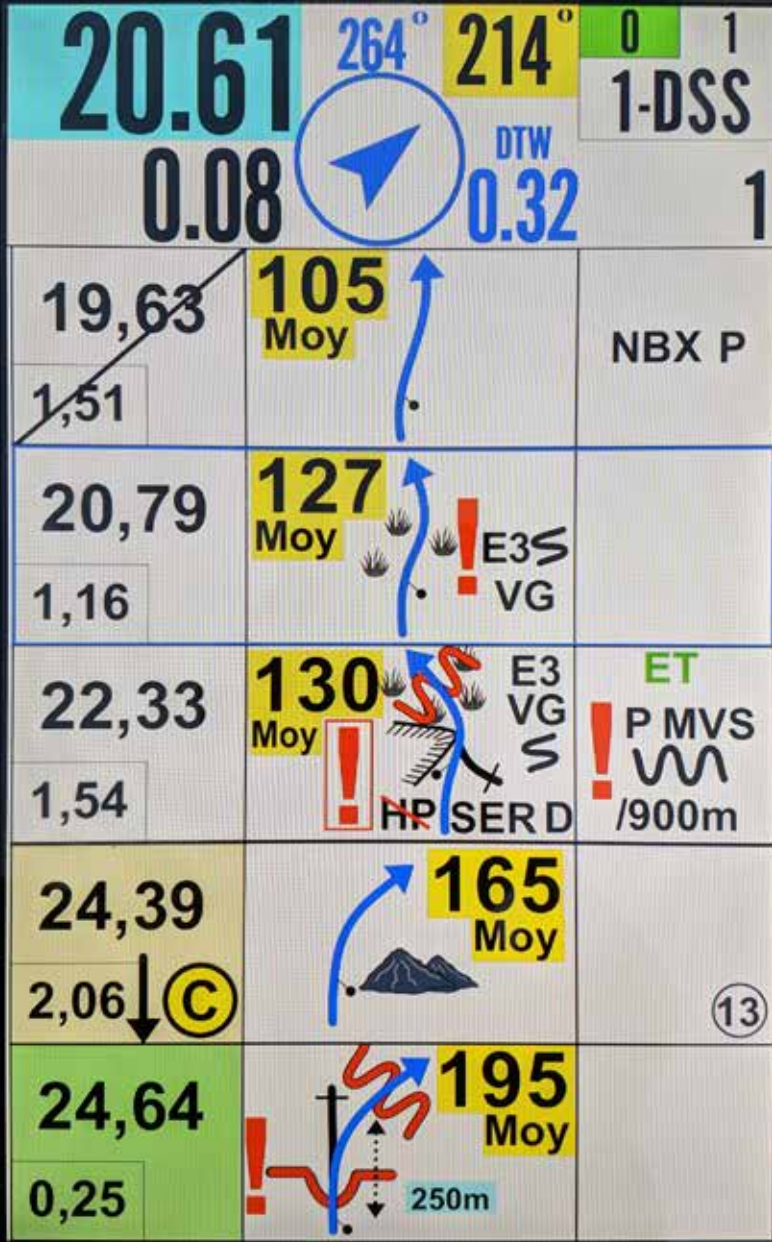 20.61
264°
214°
0 1
1-DSS
0.08
DTW
0.32
1
19,63
1,51
105
Moy
NBX P
20,79
1,16
127
Moy
! E3
VG
22,33
1,54
130
Moy
!
E3
VG
HP SER D
ET
! P MVS
/900m
24,39
2,06
C
165
Moy
13
24,64
0,25
!
195
Moy
250m